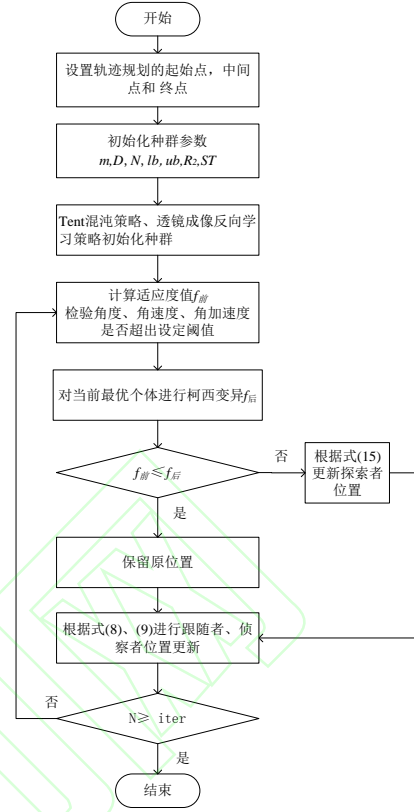 开始
设置轨迹规划的起始点，中间
点和 终点
初始化种群参数
m,D, N, lb, ub,R2,ST
Tent混沌策略、透镜成像反向学
习策略初始化种群
计算适应度值f前
检验角度、角速度、角加速度
是否超出设定阈值
对当前最优个体进行柯西变异f后
f前≤f后
否
根据式(15)
更新探索者
位置
是
保留原位置
根据式(8)、(9)进行跟随者、侦
察者位置更新
否
N≥ iter
是
结束